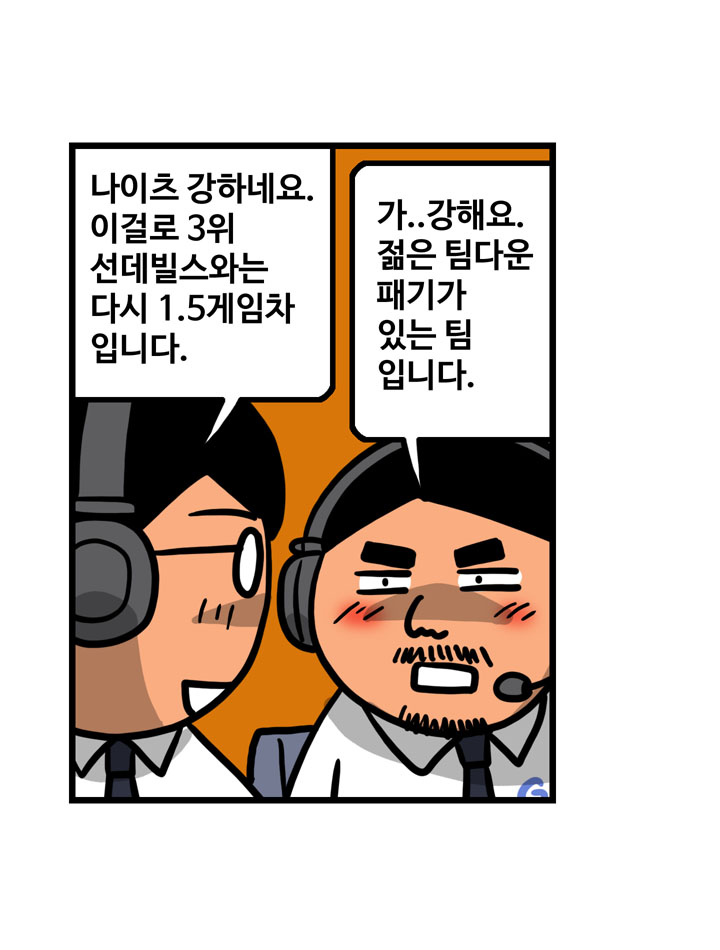 나이츠 강하네요.
이걸로 3위
선데빌스와는
다시 1.5게임차
입니다.
가..강해요.
젊은 팀다운
패기가
있는 팀
입니다.
G